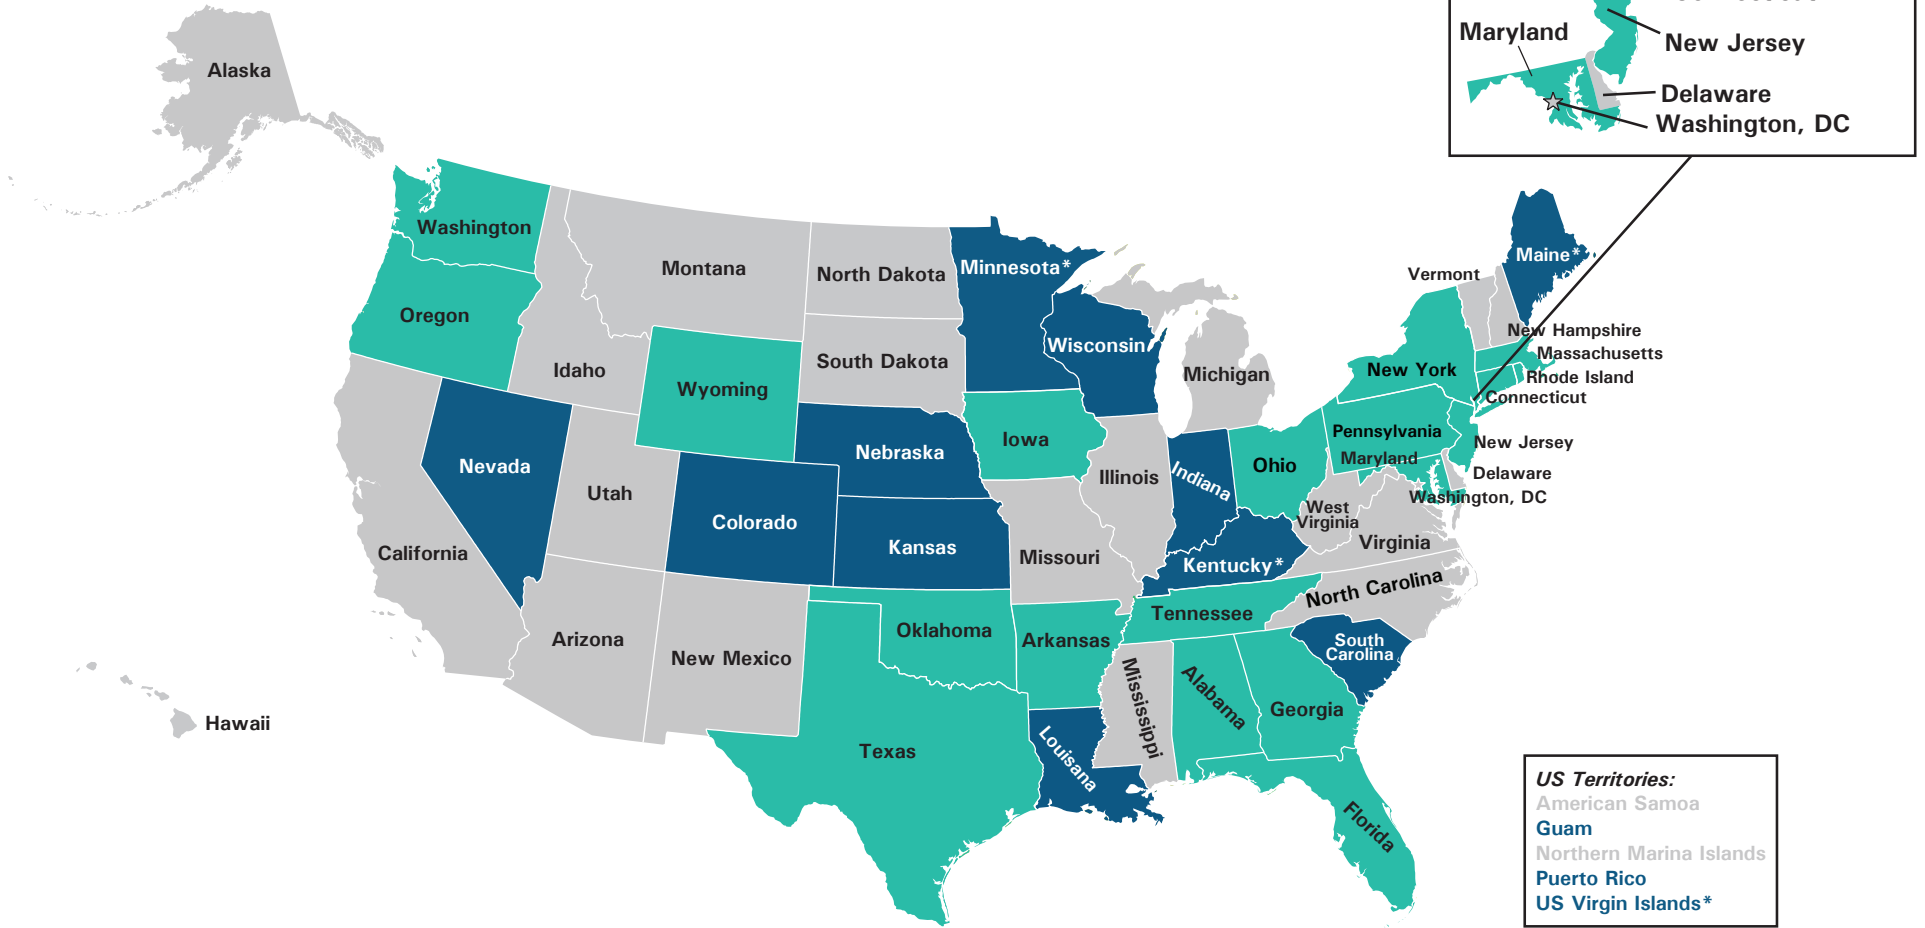 Maryland
New Jersey
Delaware
Washington, DC
Alaska
Washington
Montana
North Dakota
Minnesota*
Maine*
Vermont
Oregon
New Hampshire
Wisconsin
Massachusetts
Idaho
South Dakota
Michigan
New York
Rhode Island
Wyoming
Connecticut
Iowa
Pennsylvania
New Jersey
Nevada
Nebraska
Maryland
Ohio
Delaware
Utah
Illinois
Indiana
Washington, DC
Colorado
West
Virginia
California
Kansas
Missouri
Virginia
Kentucky*
North Carolina
Tennessee
Arizona
Oklahoma
Arkansas
South
Carolina
New Mexico
Mississippi
Alabama
Georgia
Hawaii
Texas
Louisana
Florida
US Territories:
American Samoa
Guam
Northern Marina Islands
Puerto Rico
US Virgin Islands*